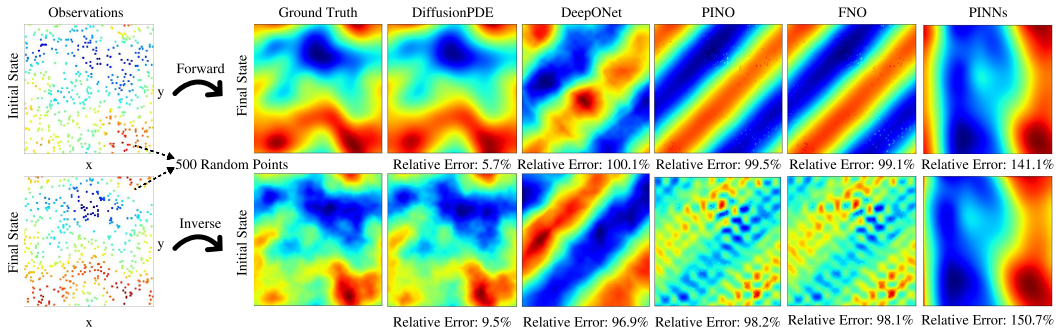 Observations
Ground Truth
DiffusionPDE
DeepONet
PINO
FNO
PINNs
Initial State
y
x
Forward
Final State
Relative Error: 5.7%
Relative Error: 100.1%
Relative Error: 99.5%
Relative Error: 99.1%
Relative Error: 141.1%
500 Random Points
Final State
y
x
Inverse
Initial State
Relative Error: 9.5%
Relative Error: 96.9%
Relative Error: 98.2%
Relative Error: 98.1%
Relative Error: 150.7%